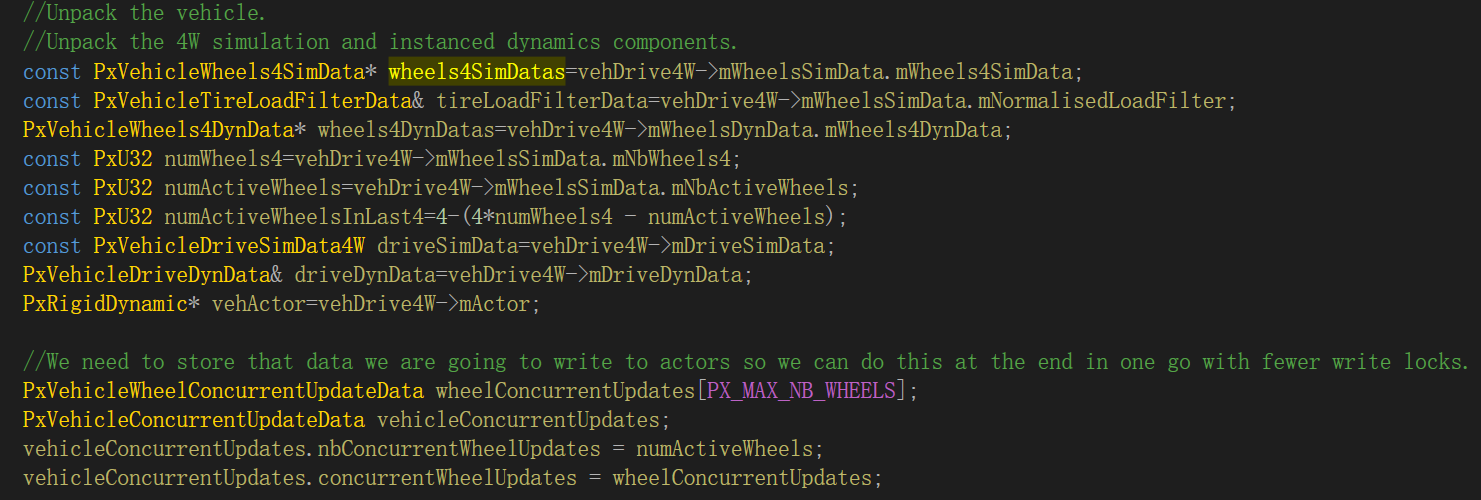 //Unpack the vehicle.
//Unpack the 4W simulation and instanced dynamics components.
const PxVehicleWheels4SimData* wheels4SimDatas=vehDrive4W->mWheelsSimData.mWheels4SimData;
const PxVehicleTireLoadFilterData& tireLoadFilterData=vehDrive4W->mWheelsSimData.mNormalisedLoadFilter;
PxVehicleWheels4DynData* wheels4DynDatas=vehDrive4W->mWheelsDynData.mWheels4DynData;
const PxU32 numWheels4=vehDrive4W->mWheelsSimData.mNbWheels4;
const PxU32 numActiveWheels=vehDrive4W->mWheelsSimData.mNbActiveWheels;
const PxU32 numActiveWheelsInLast4=4-(4*numWheels4 - numActiveWheels);
const PxVehicleDriveSimData4W driveSimData=vehDrive4W->mDriveSimData;
PxVehicleDriveDynData& driveDynData=vehDrive4W->mDriveDynData;
PxRigidDynamic* vehActor=vehDrive4W->mActor;
//We need to store that data we are going to write to actors so we can do this at the end in one go with fewer write locks.
PxVehicleWheelConcurrentUpdateData wheelConcurrentUpdates[PX_MAX_NB_WHEELS];
PxVehicleConcurrentUpdateData vehicleConcurrentUpdates;
vehicleConcurrentUpdates.nbConcurrentWheelUpdates = numActiveWheels;
vehicleConcurrentUpdates.concurrentWheelUpdates = wheelConcurrentUpdates;